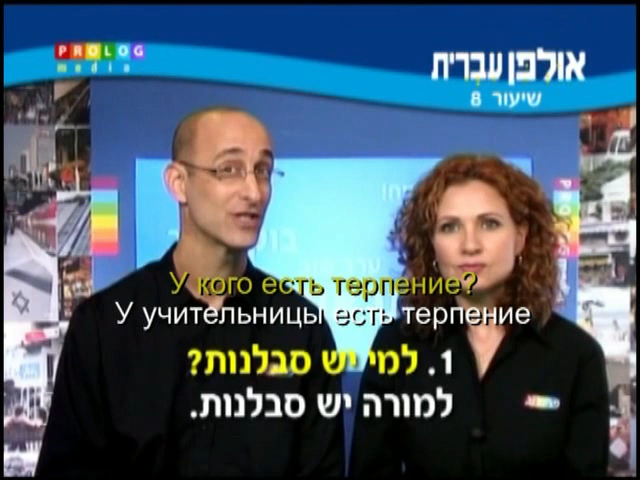 PROLOG
media
אולפן עברית
שיעור 8
У кого есть терпение?
У учительницы есть терпение
1. למי יש סבלנות?
למורה יש סבלנות.